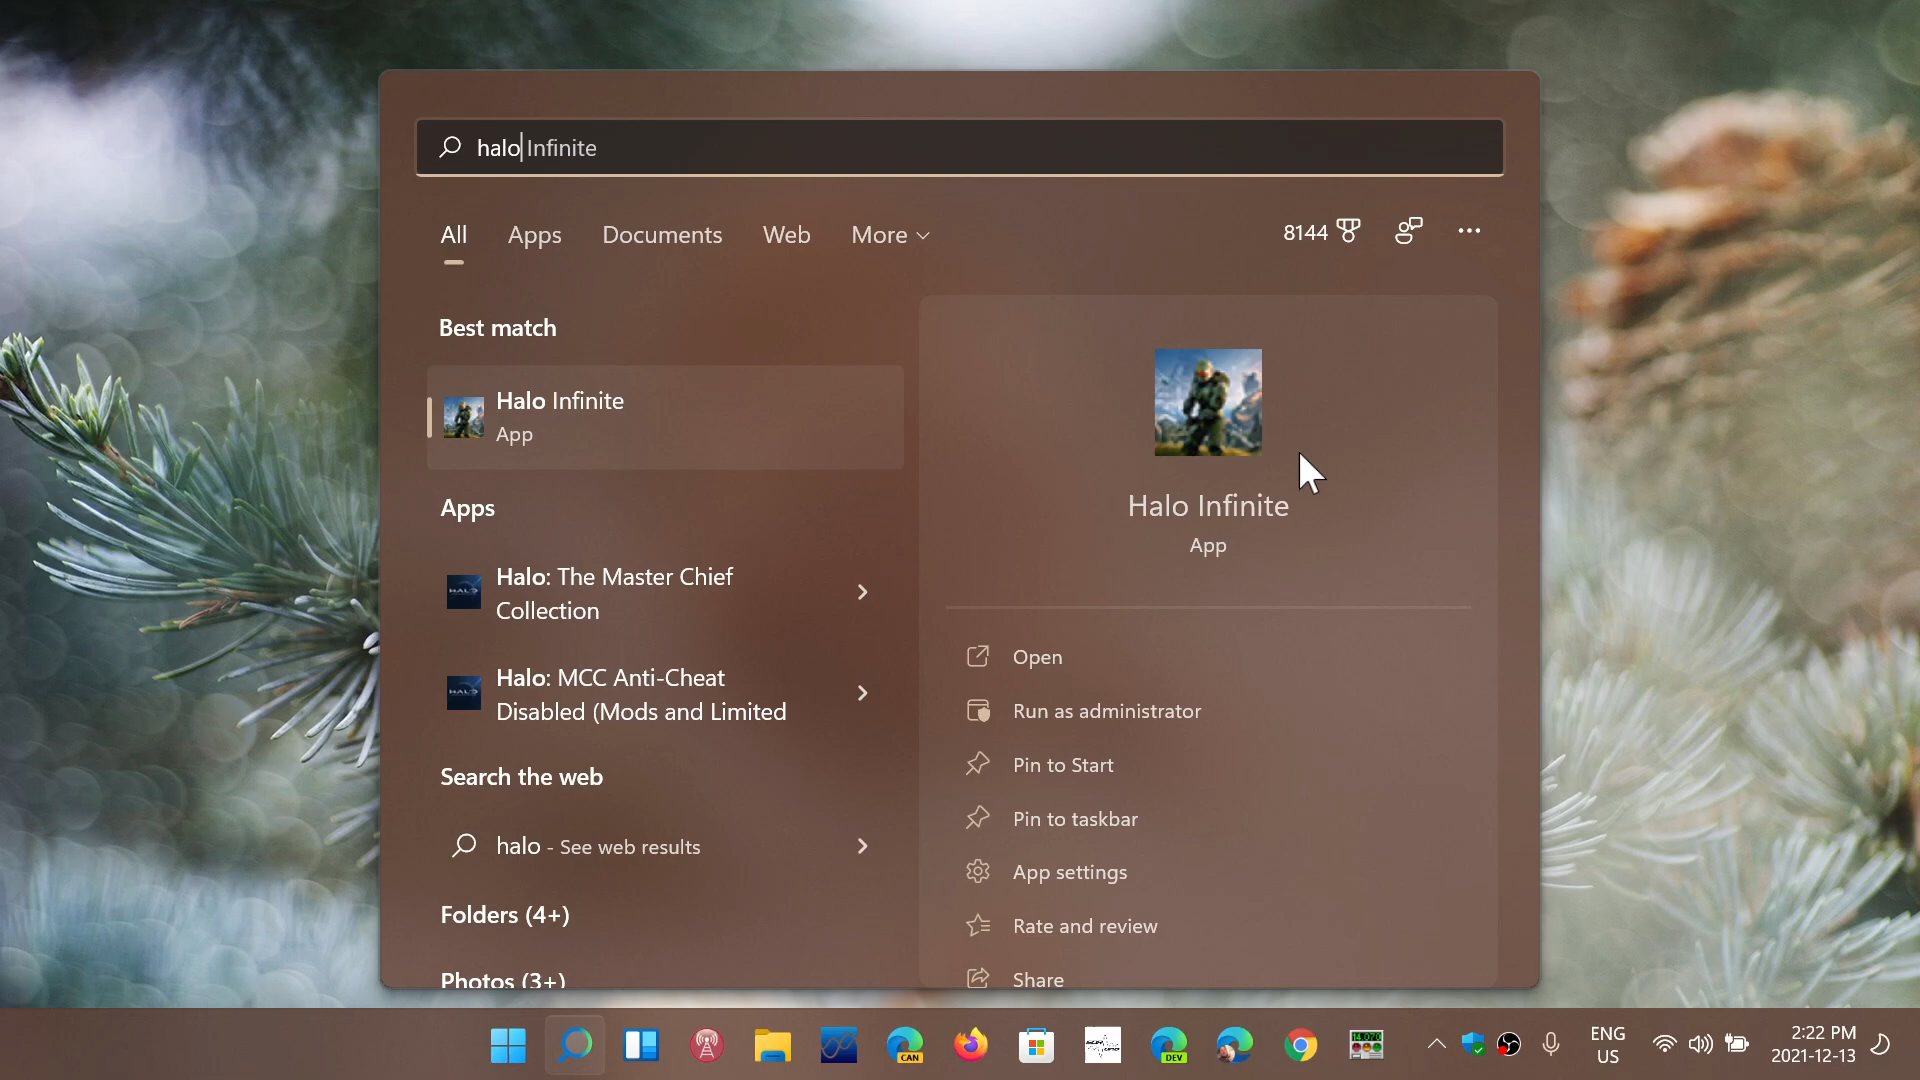 halo Infinite
All Apps Documents Web More
8144
Best match
Halo Infinite
App
Apps
Halo: The Master Chief
Collection
Halo: MCC Anti-Cheat
Disabled (Mods and Limited
Search the web
halo - See web results
Folders (4+)
Photos (3+)
Halo Infinite
App
Open
Run as administrator
Pin to Start
Pin to taskbar
App settings
Rate and review
Share
CAN
DEV
ENG
US
2:22 PM
2021-12-13